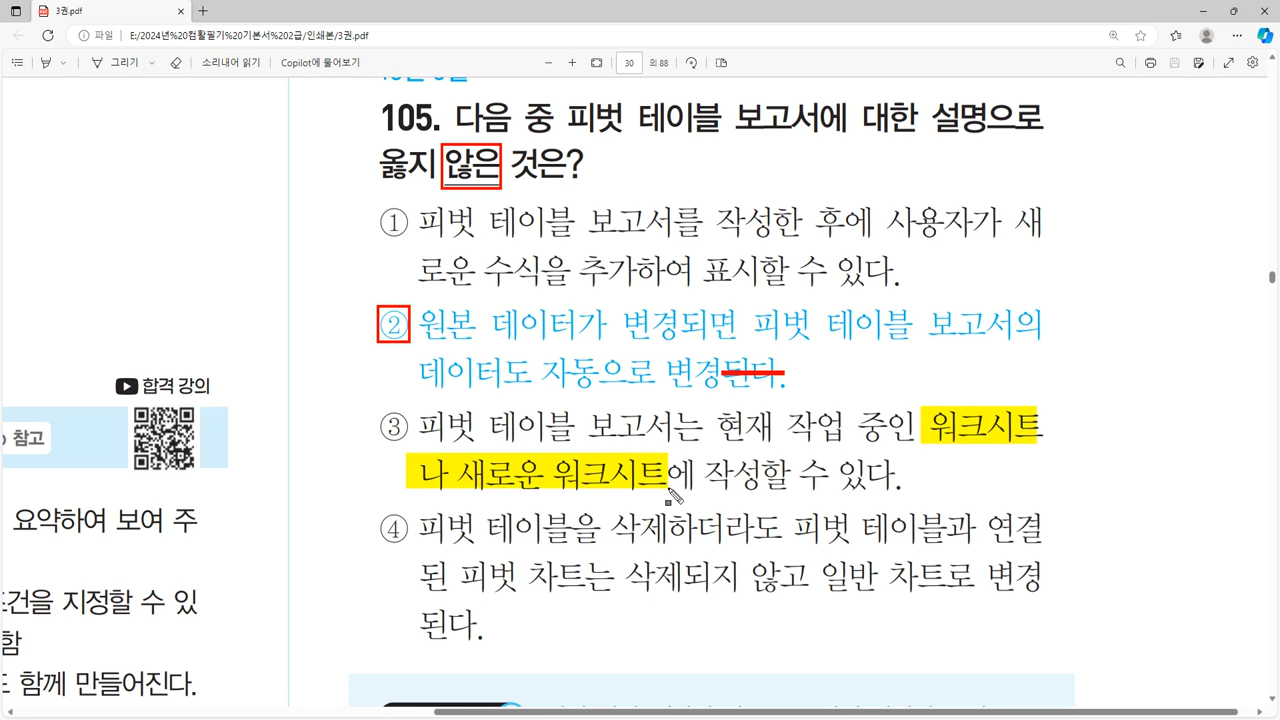 3권.pdf
파일 E:/2024년%20컴활필기%20기본서%202급/인쇄본/3권.pdf
그리기 소리내어 읽기 Copilot에 물어보기 30 의 88
105. 다음 중 피벗 테이블 보고서에 대한 설명으로
옳지 않은 것은?
① 피벗 테이블 보고서를 작성한 후에 사용자가 새
로운 수식을 추가하여 표시할 수 있다.
② 원본 데이터가 변경되면 피벗 테이블 보고서의
데이터도 자동으로 변경된다.
③ 피벗 테이블 보고서는 현재 작업 중인 워크시트
나 새로운 워크시트에 작성할 수 있다.
④ 피벗 테이블을 삭제하더라도 피벗 테이블과 연결
된 피벗 차트는 삭제되지 않고 일반 차트로 변경
된다.
합격 강의
참고
요약하여 보여 주
조건을 지정할 수 있
함
함께 만들어진다.